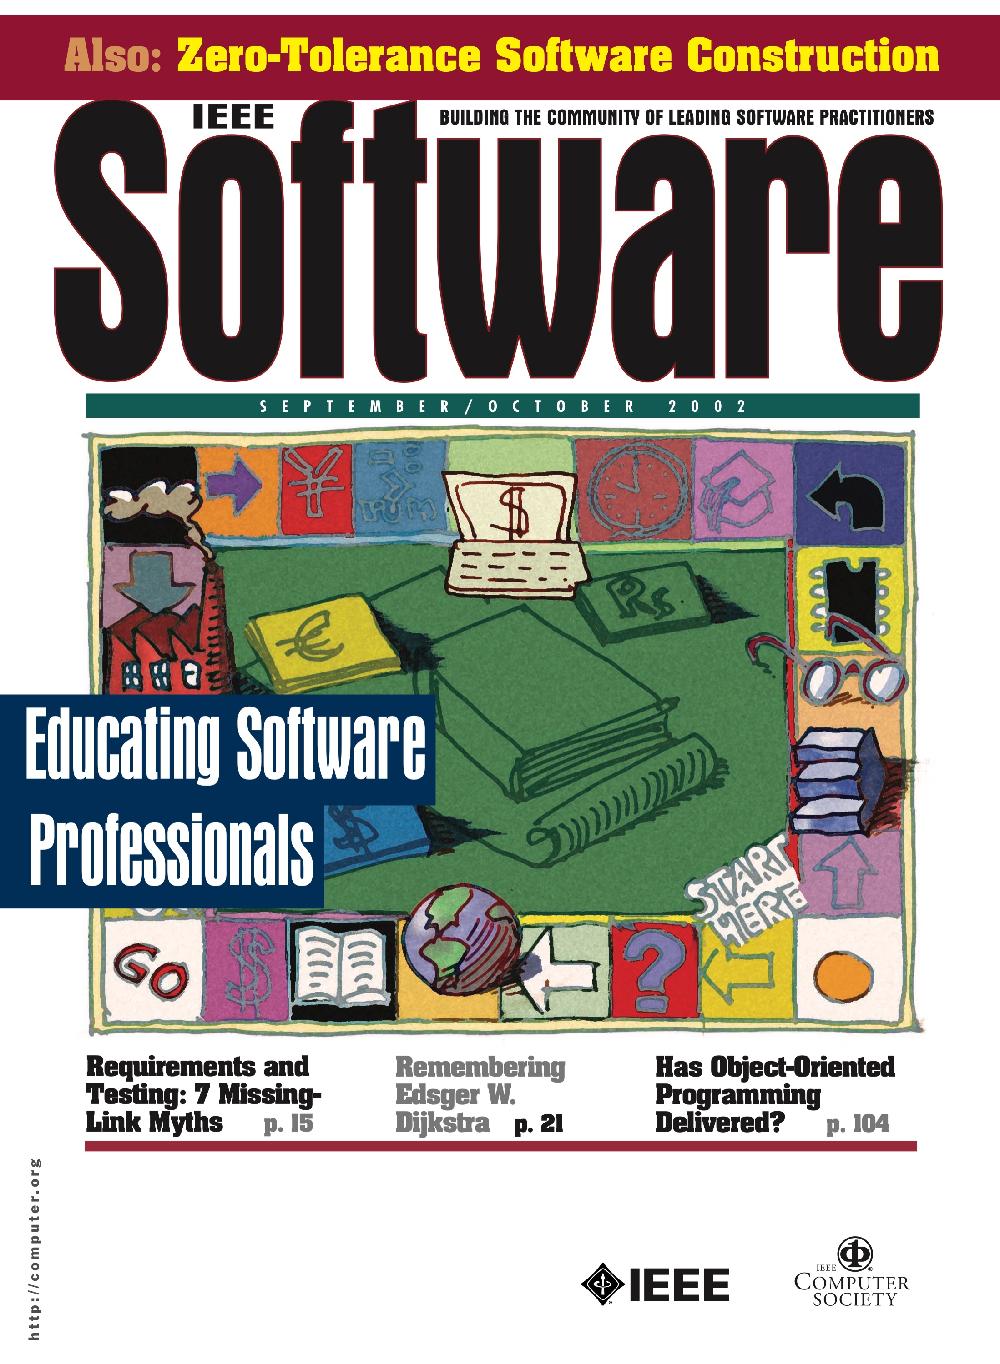 Also: Zero-Tolerance Software Construction
IEEE
BUILDING THE COMMUNITY OF LEADING SOFTWARE PRACTITIONERS
Software
SEPTEMBER/OCTOBER 2002
¥
$
€
Rs
Educating Software
Professionals
$
START
HERE
GO
$
?
Requirements and
Testing: 7 Missing-
Link Myths p. 15
Remembering
Edsger W.
Dijkstra p. 21
Has Object-Oriented
Programming
Delivered? p. 104
http://computer.org
IEEE
IEEE
COMPUTER
SOCIETY
®